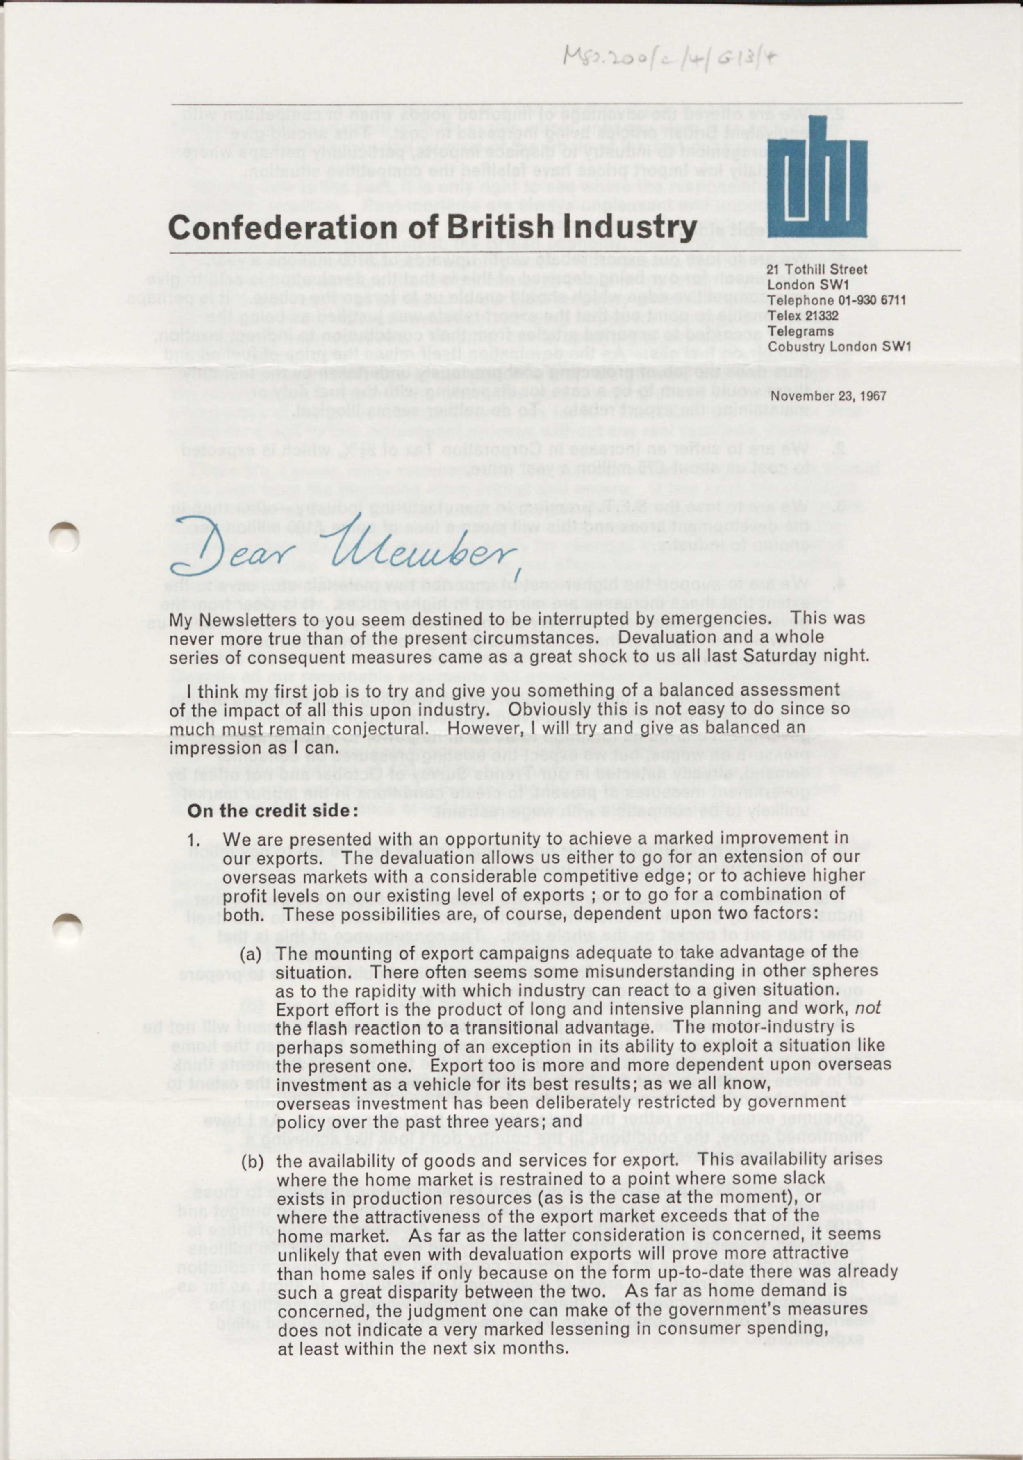 Mss.200/C/4/G13/4
cbi
Confederation of British Industry
21 Tothill Street
London SW1
Telephone 01-930 6711
Telex 21332
Telegrams
Cobustry London SW1
November 23, 1967
Dear Member,
My Newsletters to you seem destined to be interrupted by emergencies. This was
never more true than of the present circumstances. Devaluation and a whole
series of consequent measures came as a great shock to us all last Saturday night.
I think my first job is to try and give you something of a balanced assessment
of the impact of all this upon industry. Obviously this is not easy to do since so
much must remain conjectural. However, I will try and give as balanced an
impression as I can.
On the credit side:
1. We are presented with an opportunity to achieve a marked improvement in
our exports. The devaluation allows us either to go for an extension of our
overseas markets with a considerable competitive edge; or to achieve higher
profit levels on our existing level of exports ; or to go for a combination of
both. These possibilities are, of course, dependent upon two factors:
(a) The mounting of export campaigns adequate to take advantage of the
situation. There often seems some misunderstanding in other spheres
as to the rapidity with which industry can react to a given situation.
Export effort is the product of long and intensive planning and work, not
the flash reaction to a transitional advantage. The motor-industry is
perhaps something of an exception in its ability to exploit a situation like
the present one. Export too is more and more dependent upon overseas
investment as a vehicle for its best results; as we all know,
overseas investment has been deliberately restricted by government
policy over the past three years; and
(b) the availability of goods and services for export. This availability arises
where the home market is restrained to a point where some slack
exists in production resources (as is the case at the moment), or
where the attractiveness of the export market exceeds that of the
home market. As far as the latter consideration is concerned, it seems
unlikely that even with devaluation exports will prove more attractive
than home sales if only because on the form up-to-date there was already
such a great disparity between the two. As far as home demand is
concerned, the judgment one can make of the government's measures
does not indicate a very marked lessening in consumer spending,
at least within the next six months.